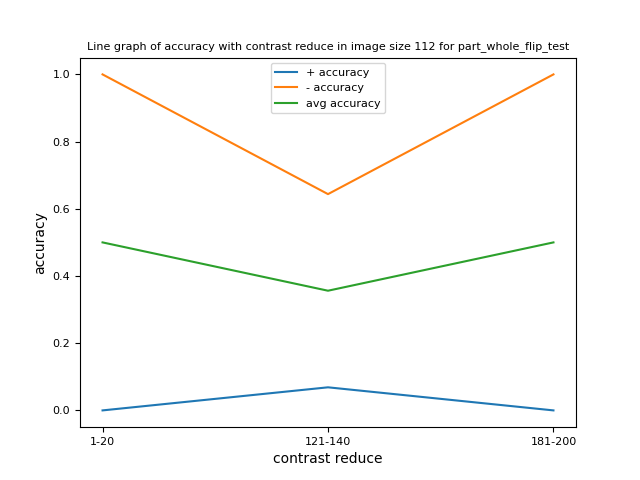 Line graph of accuracy with contrast reduce in image size 112 for part_whole_flip_test
+ accuracy
- accuracy
avg accuracy
1.0
0.8
0.6
0.4
0.2
0.0
accuracy
1-20
121-140
181-200
contrast reduce